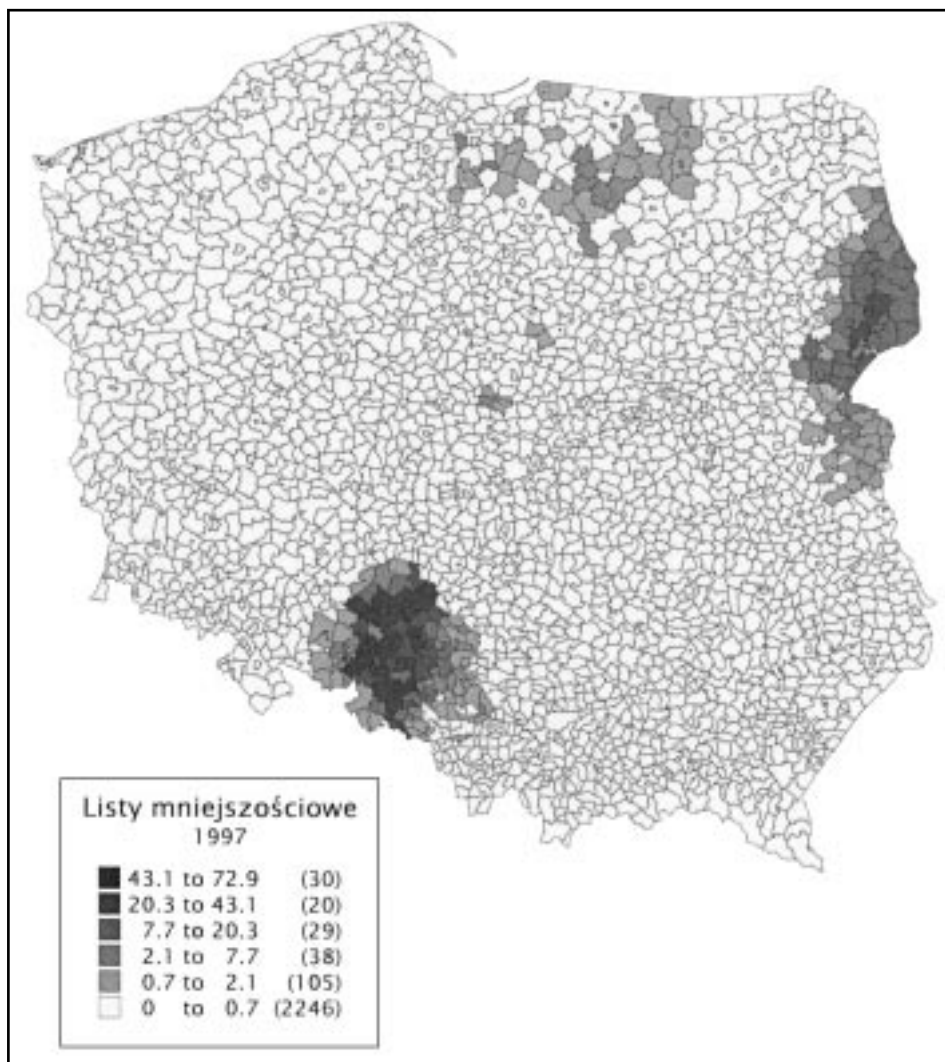 Listy mniejszościowe
1997
43.1 to 72.9 (30)
20.3 to 43.1 (20)
7.7 to 20.3 (29)
2.1 to 7.7 (38)
0.7 to 2.1 (105)
0 to 0.7 (2246)